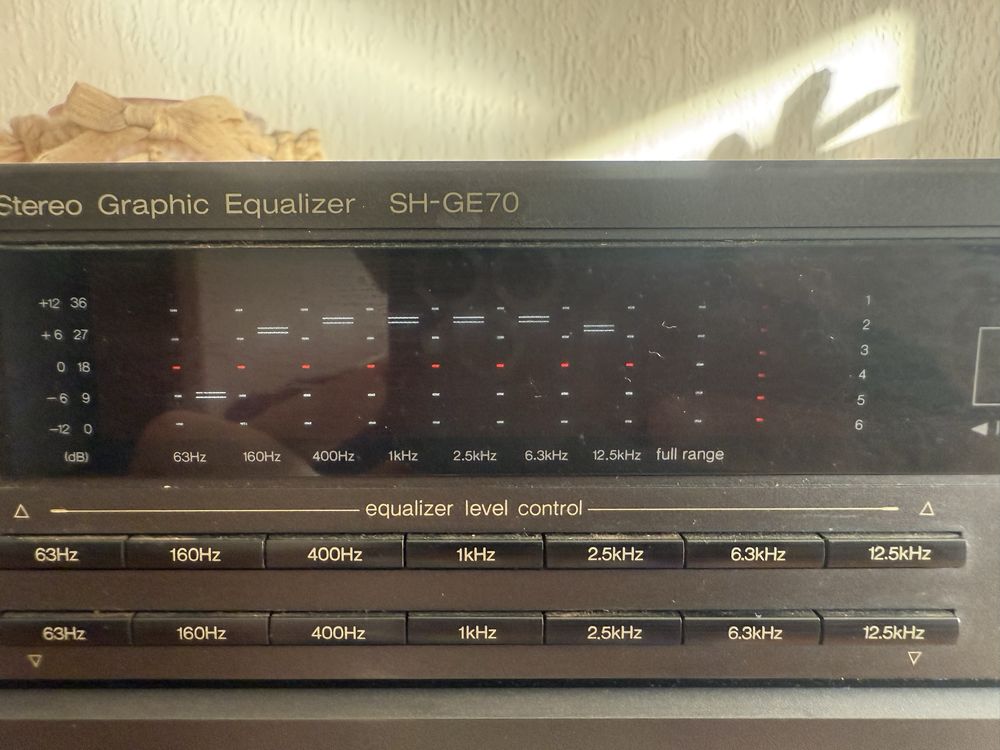 Stereo Graphic Equalizer SH-GE70
+12 36 1
+6 27 2
0 18 3
4
-6 9 5
-12 0 6
(dB) 63Hz 160Hz 400Hz 1kHz 2.5kHz 6.3kHz 12.5kHz full range
△ equalizer level control △
63Hz 160Hz 400Hz 1kHz 2.5kHz 6.3kHz 12.5kHz
63Hz 160Hz 400Hz 1kHz 2.5kHz 6.3kHz 12.5kHz
▽ ▽